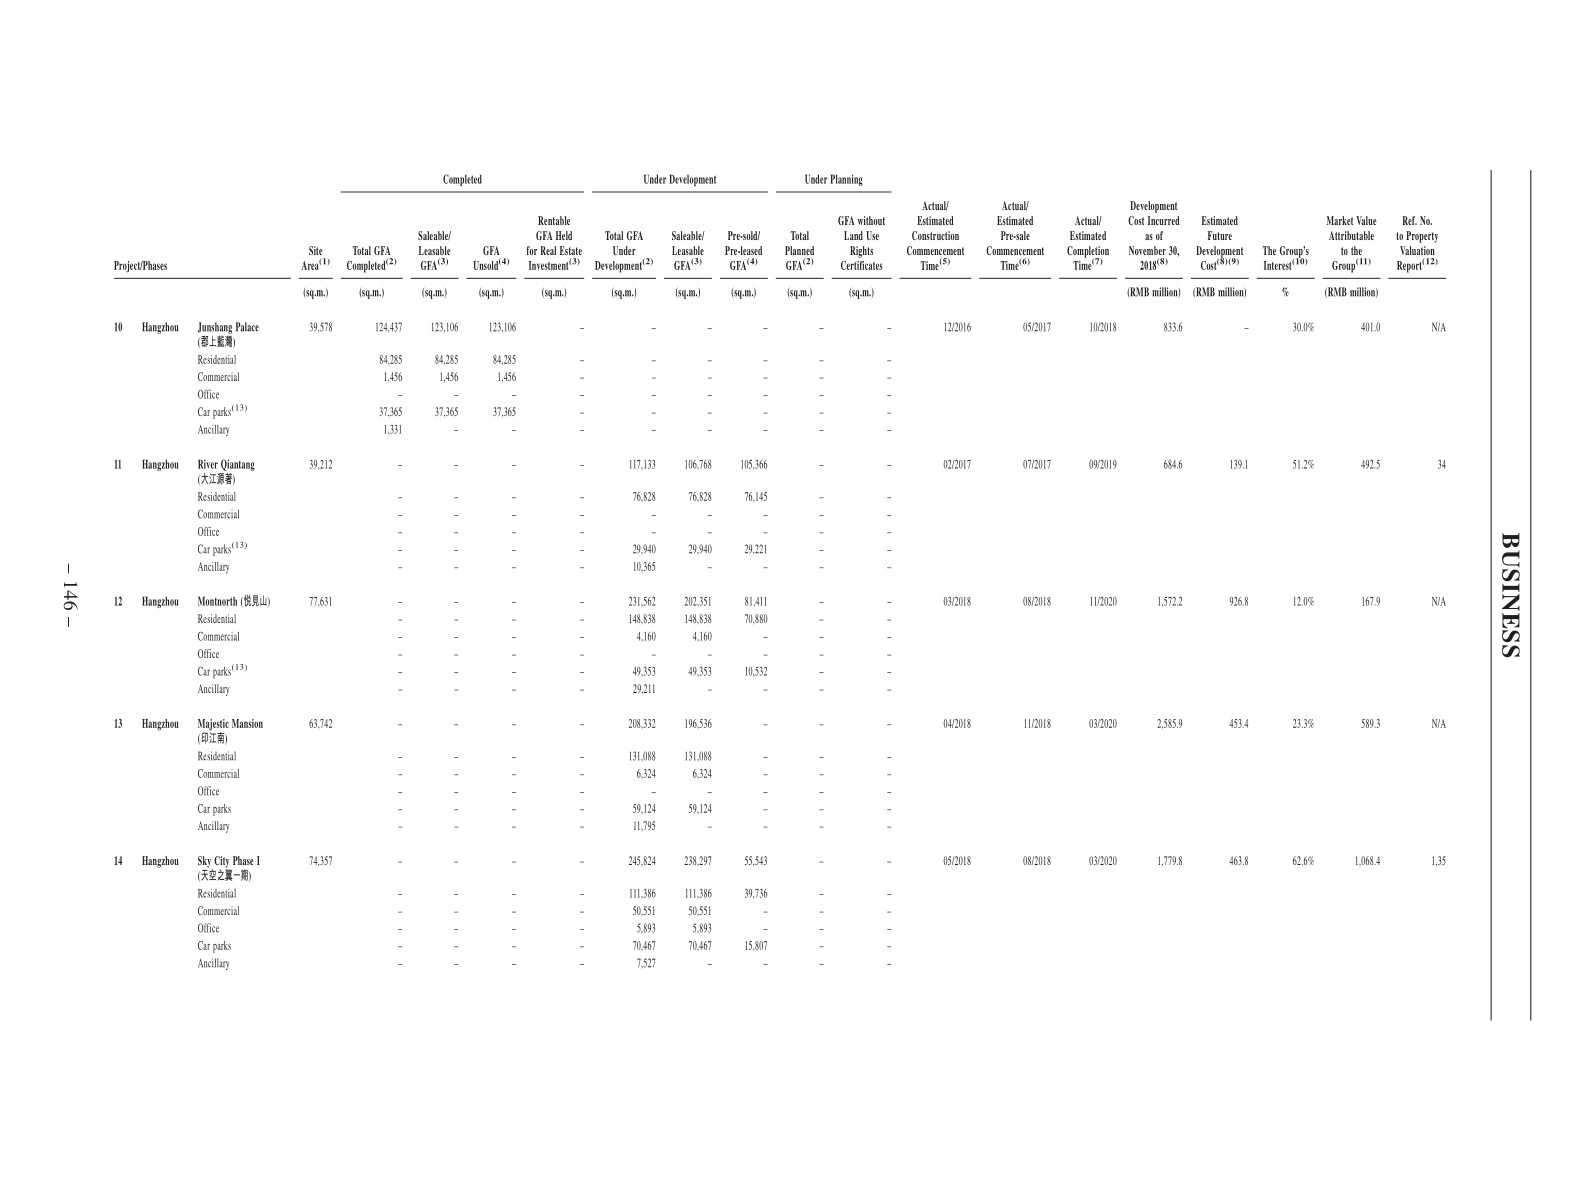 Completed Under Development Under Planning
Project/Phases Site Area(1) Total GFA Completed(2) Saleable/ Leasable GFA(3) GFA Unsold(4) Rentable GFA Held for Real Estate Investment(3) Total GFA Under Development(2) Saleable/ Leasable GFA(3) Pre-sold/ Pre-leased GFA(4) Total Planned GFA(2) GFA without Land Use Rights Certificates Actual/ Estimated Construction Commencement Time(5) Actual/ Estimated Pre-sale Commencement Time(6) Actual/ Estimated Completion Time(7) Development Cost Incurred as of November 30, 2018(8) Estimated Future Development Cost(8)(9) The Group's Interest(10) Market Value Attributable to the Group(11) Ref. No. to Property Valuation Report(12)
(sq.m.) (sq.m.) (sq.m.) (sq.m.) (sq.m.) (sq.m.) (sq.m.) (sq.m.) (sq.m.) (sq.m.) (RMB million) (RMB million) % (RMB million)
10 Hangzhou Junshang Palace 39,578 124,437 123,106 123,106 – – – – – – 12/2016 05/2017 10/2018 833.6 – 30.0% 401.0 N/A
(郡上藍灣)
Residential 84,285 84,285 84,285 – – – – – –
Commercial 1,456 1,456 1,456 – – – – – –
Office – – – – – – – – –
Car parks(13) 37,365 37,365 37,365 – – – – – –
Ancillary 1,331 – – – – – – – –
11 Hangzhou River Qiantang 39,212 – – – – 117,133 106,768 105,366 – – 02/2017 07/2017 09/2019 684.6 139.1 51.2% 492.5 34
(大江源著)
Residential – – – – 76,828 76,828 76,145 – –
Commercial – – – – – – – – –
Office – – – – – – – – –
Car parks(13) – – – – 29,940 29,940 29,221 – –
Ancillary – – – – 10,365 – – – –
12 Hangzhou Montnorth (悦見山) 77,631 – – – – 231,562 202,351 81,411 – – 03/2018 08/2018 11/2020 1,572.2 926.8 12.0% 167.9 N/A
Residential – – – – 148,838 148,838 70,880 – –
Commercial – – – – 4,160 4,160 – – –
Office – – – – – – – – –
Car parks(13) – – – – 49,353 49,353 10,532 – –
Ancillary – – – – 29,211 – – – –
13 Hangzhou Majestic Mansion 63,742 – – – – 208,332 196,536 – – – 04/2018 11/2018 03/2020 2,585.9 453.4 23.3% 589.3 N/A
(印江南)
Residential – – – – 131,088 131,088 – – –
Commercial – – – – 6,324 6,324 – – –
Office – – – – – – – – –
Car parks – – – – 59,124 59,124 – – –
Ancillary – – – – 11,795 – – – –
14 Hangzhou Sky City Phase I 74,357 – – – – 245,824 238,297 55,543 – – 05/2018 08/2018 03/2020 1,779.8 463.8 62.6% 1,068.4 1,35
(天空之翼一期)
Residential – – – – 111,386 111,386 39,736 – –
Commercial – – – – 50,551 50,551 – – –
Office – – – – 5,893 5,893 – – –
Car parks – – – – 70,467 70,467 15,807 – –
Ancillary – – – – 7,527 – – – –
BUSINESS
– 146 –